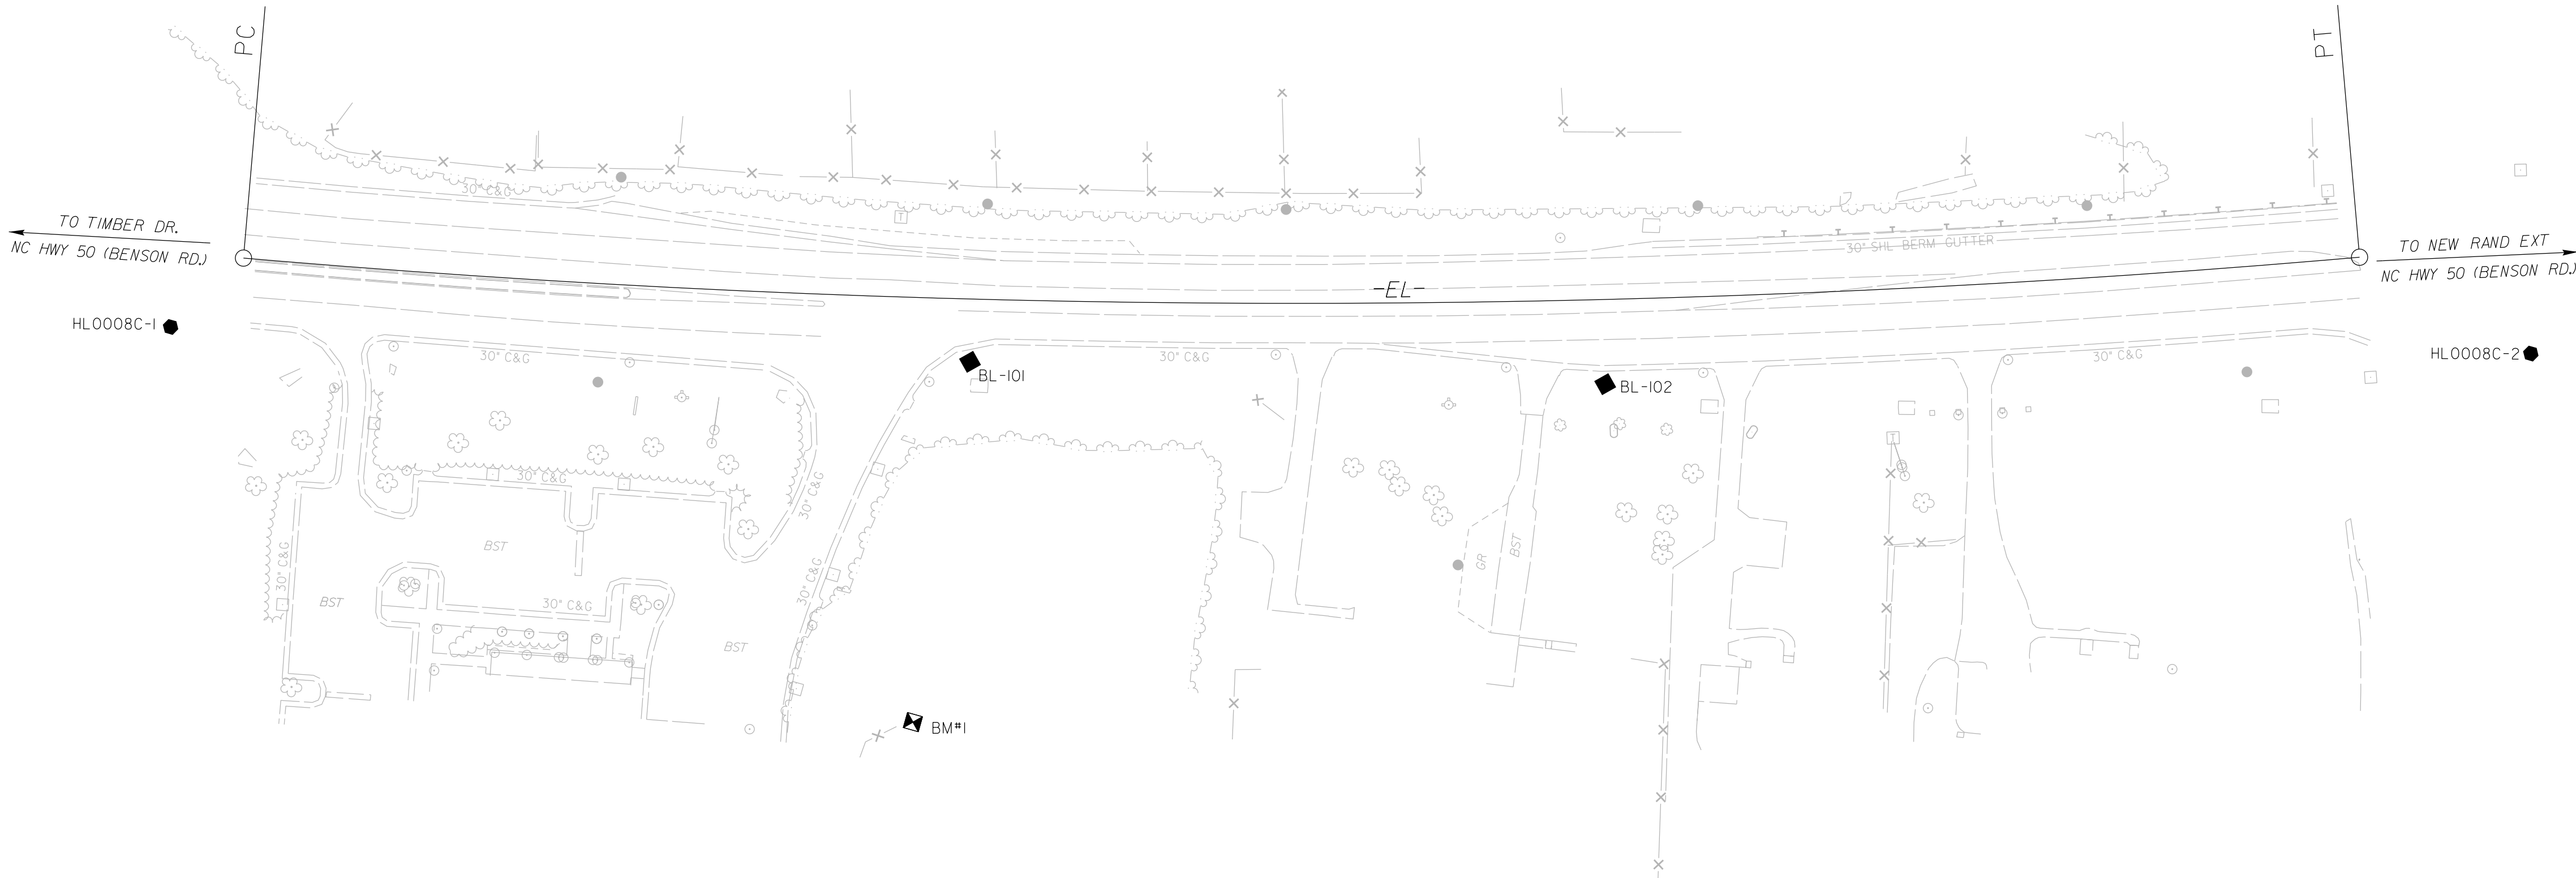 PC
PT
30" C&G
T
TO TIMBER DR.
NC HWY 50 (BENSON RD.)
30" SHL BERM GUTTER
TO NEW RAND EXT
NC HWY 50 (BENSON RD.)
-EL-
HL0008C-1
30" C&G
BL-101
30" C&G
BL-102
30" C&G
HL0008C-2
T
30" C&G
30" C&G
BST
30" C&G
BST
30" C&G
30" C&G
GR
BST
BST
BM#1